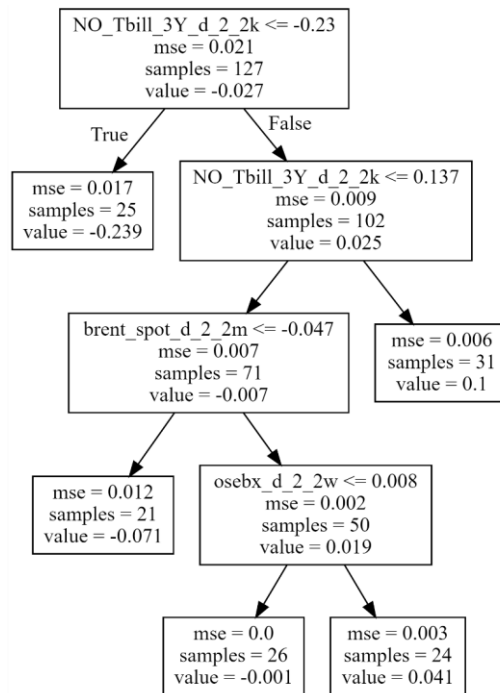 NO_Tbill_3Y_d_2_2k <= -0.23
mse = 0.021
samples = 127
value = -0.027
True
False
mse = 0.017
samples = 25
value = -0.239
NO_Tbill_3Y_d_2_2k <= 0.137
mse = 0.009
samples = 102
value = 0.025
brent_spot_d_2_2m <= -0.047
mse = 0.007
samples = 71
value = -0.007
mse = 0.006
samples = 31
value = 0.1
mse = 0.012
samples = 21
value = -0.071
osebx_d_2_2w <= 0.008
mse = 0.002
samples = 50
value = 0.019
mse = 0.0
samples = 26
value = -0.001
mse = 0.003
samples = 24
value = 0.041